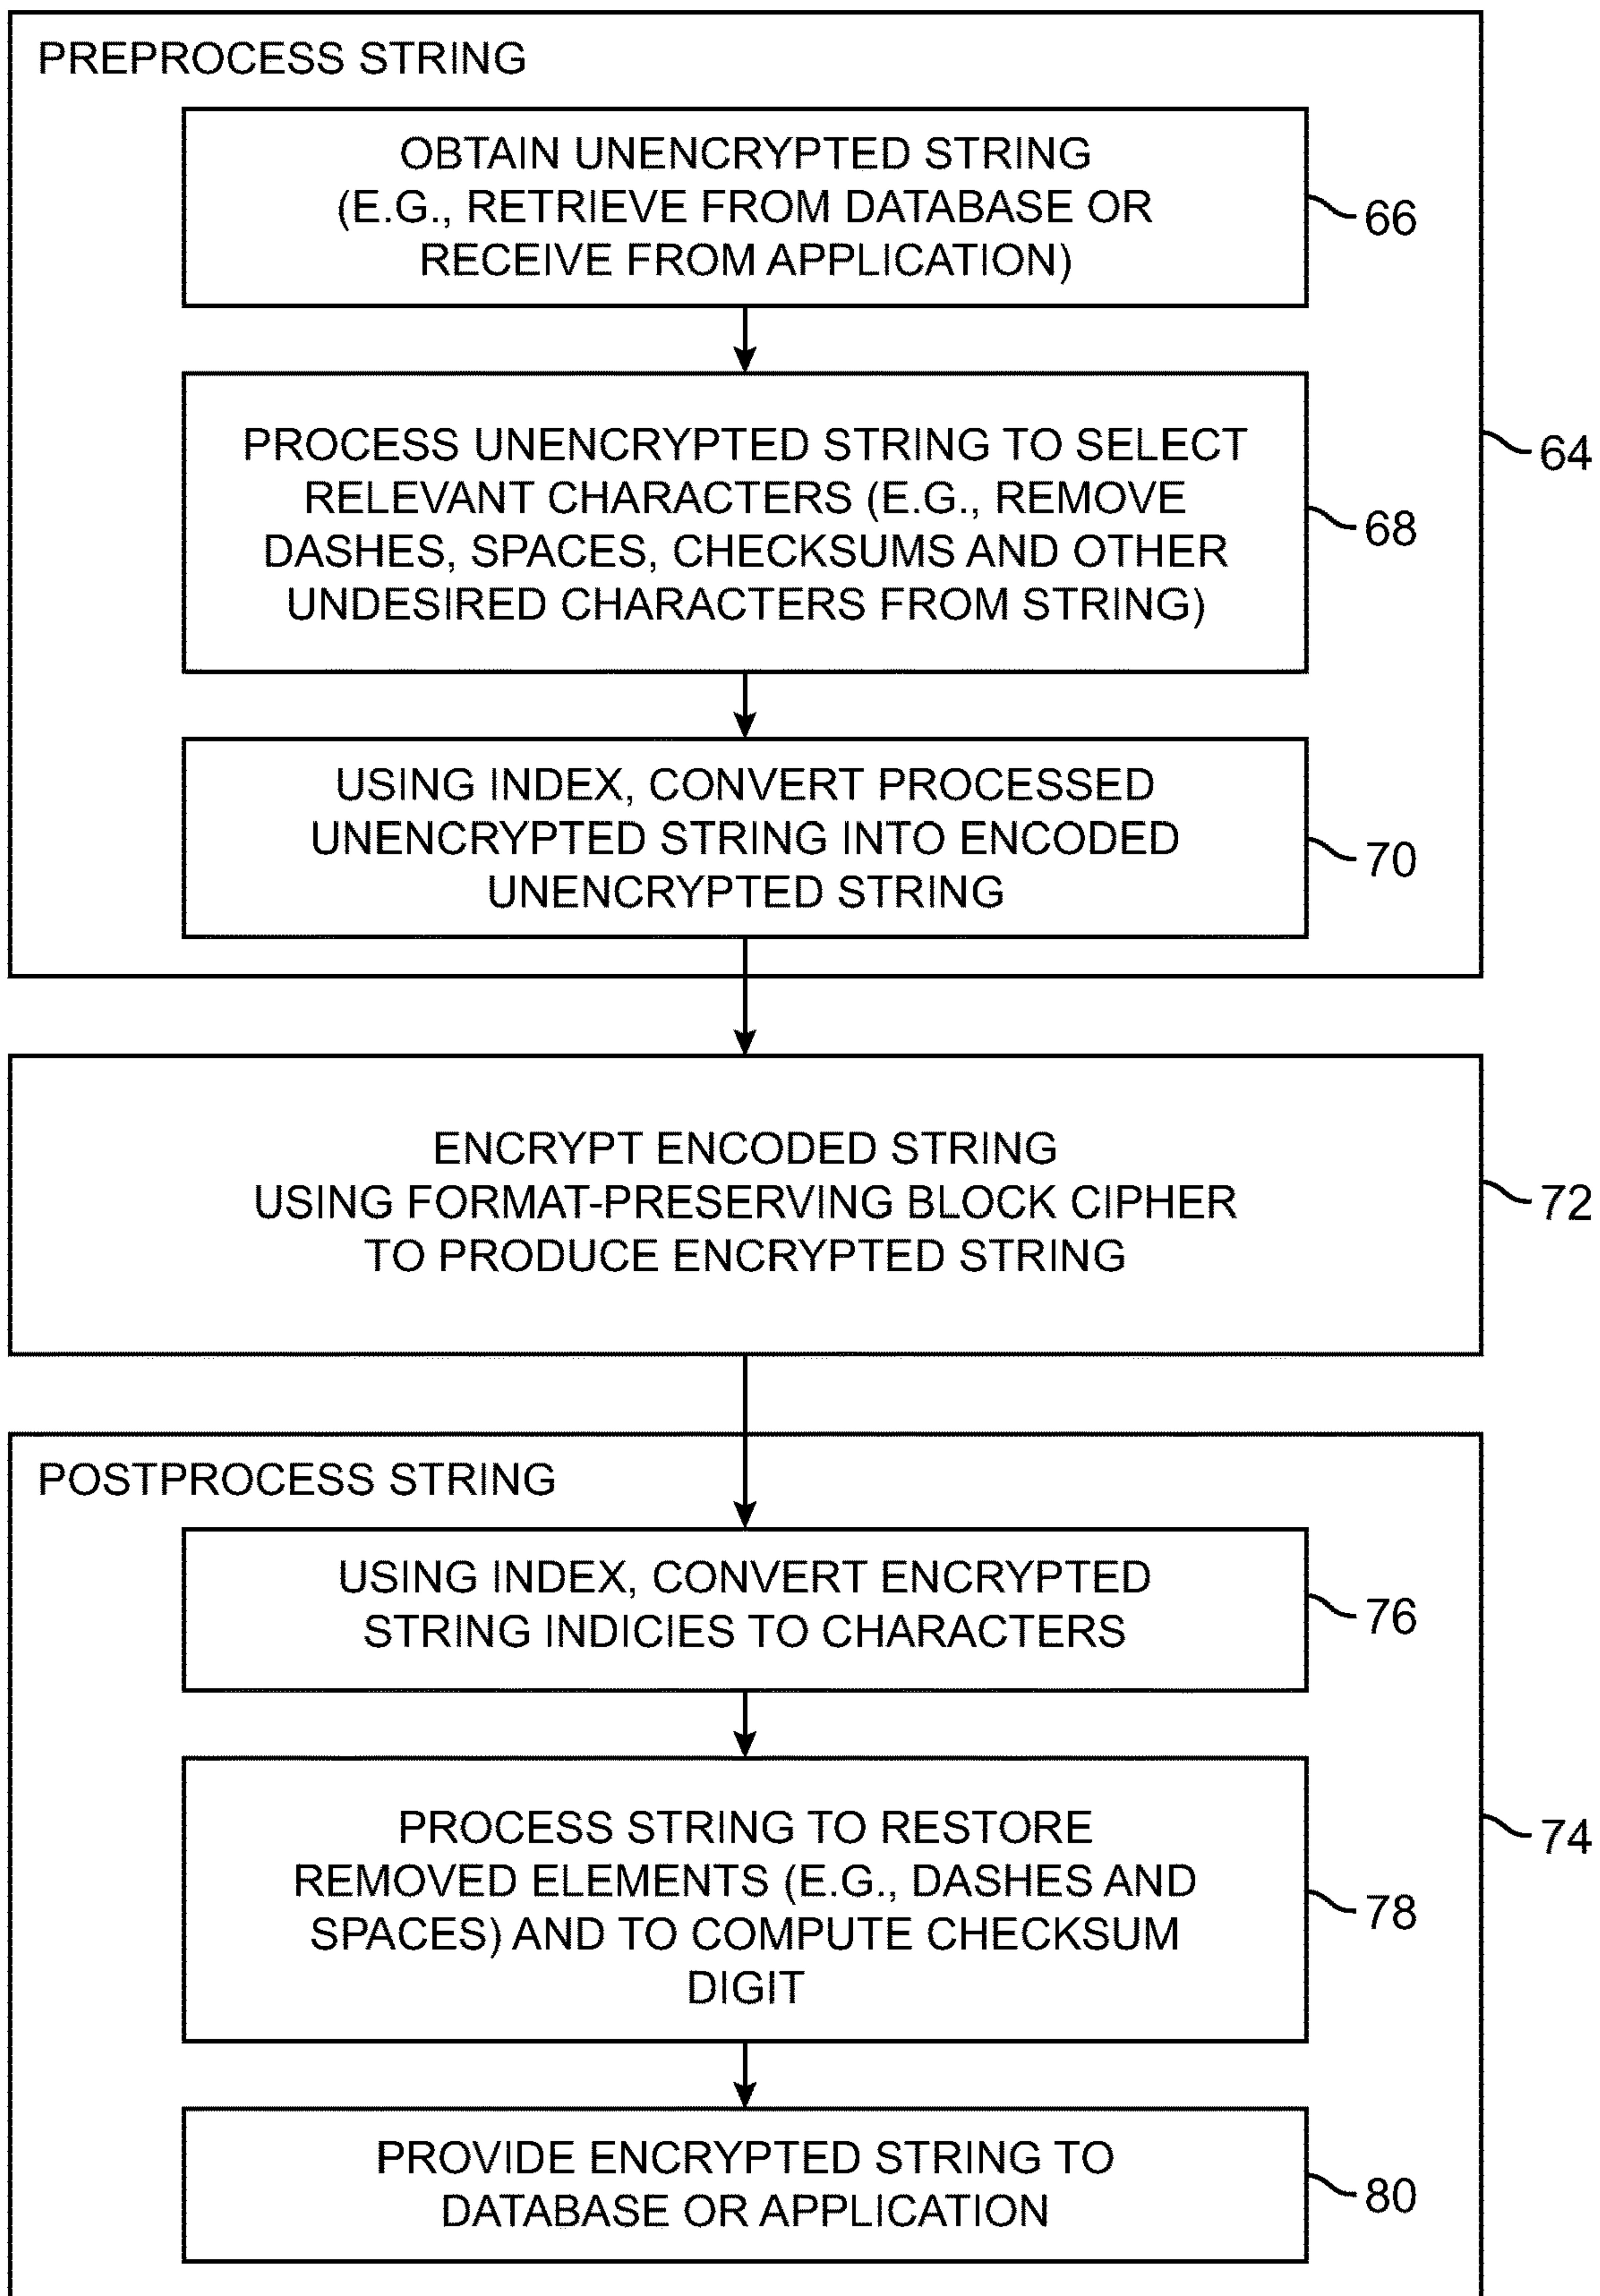 PREPROCESS STRING
OBTAIN UNENCRYPTED STRING
(E.G., RETRIEVE FROM DATABASE OR
RECEIVE FROM APPLICATION)
66
PROCESS UNENCRYPTED STRING TO SELECT
RELEVANT CHARACTERS (E.G., REMOVE
DASHES, SPACES, CHECKSUMS AND OTHER
UNDESIRED CHARACTERS FROM STRING)
68
64
USING INDEX, CONVERT PROCESSED
UNENCRYPTED STRING INTO ENCODED
UNENCRYPTED STRING
70
ENCRYPT ENCODED STRING
USING FORMAT-PRESERVING BLOCK CIPHER
TO PRODUCE ENCRYPTED STRING
72
POSTPROCESS STRING
USING INDEX, CONVERT ENCRYPTED
STRING INDICIES TO CHARACTERS
76
PROCESS STRING TO RESTORE
REMOVED ELEMENTS (E.G., DASHES AND
SPACES) AND TO COMPUTE CHECKSUM
DIGIT
78
74
PROVIDE ENCRYPTED STRING TO
DATABASE OR APPLICATION
80